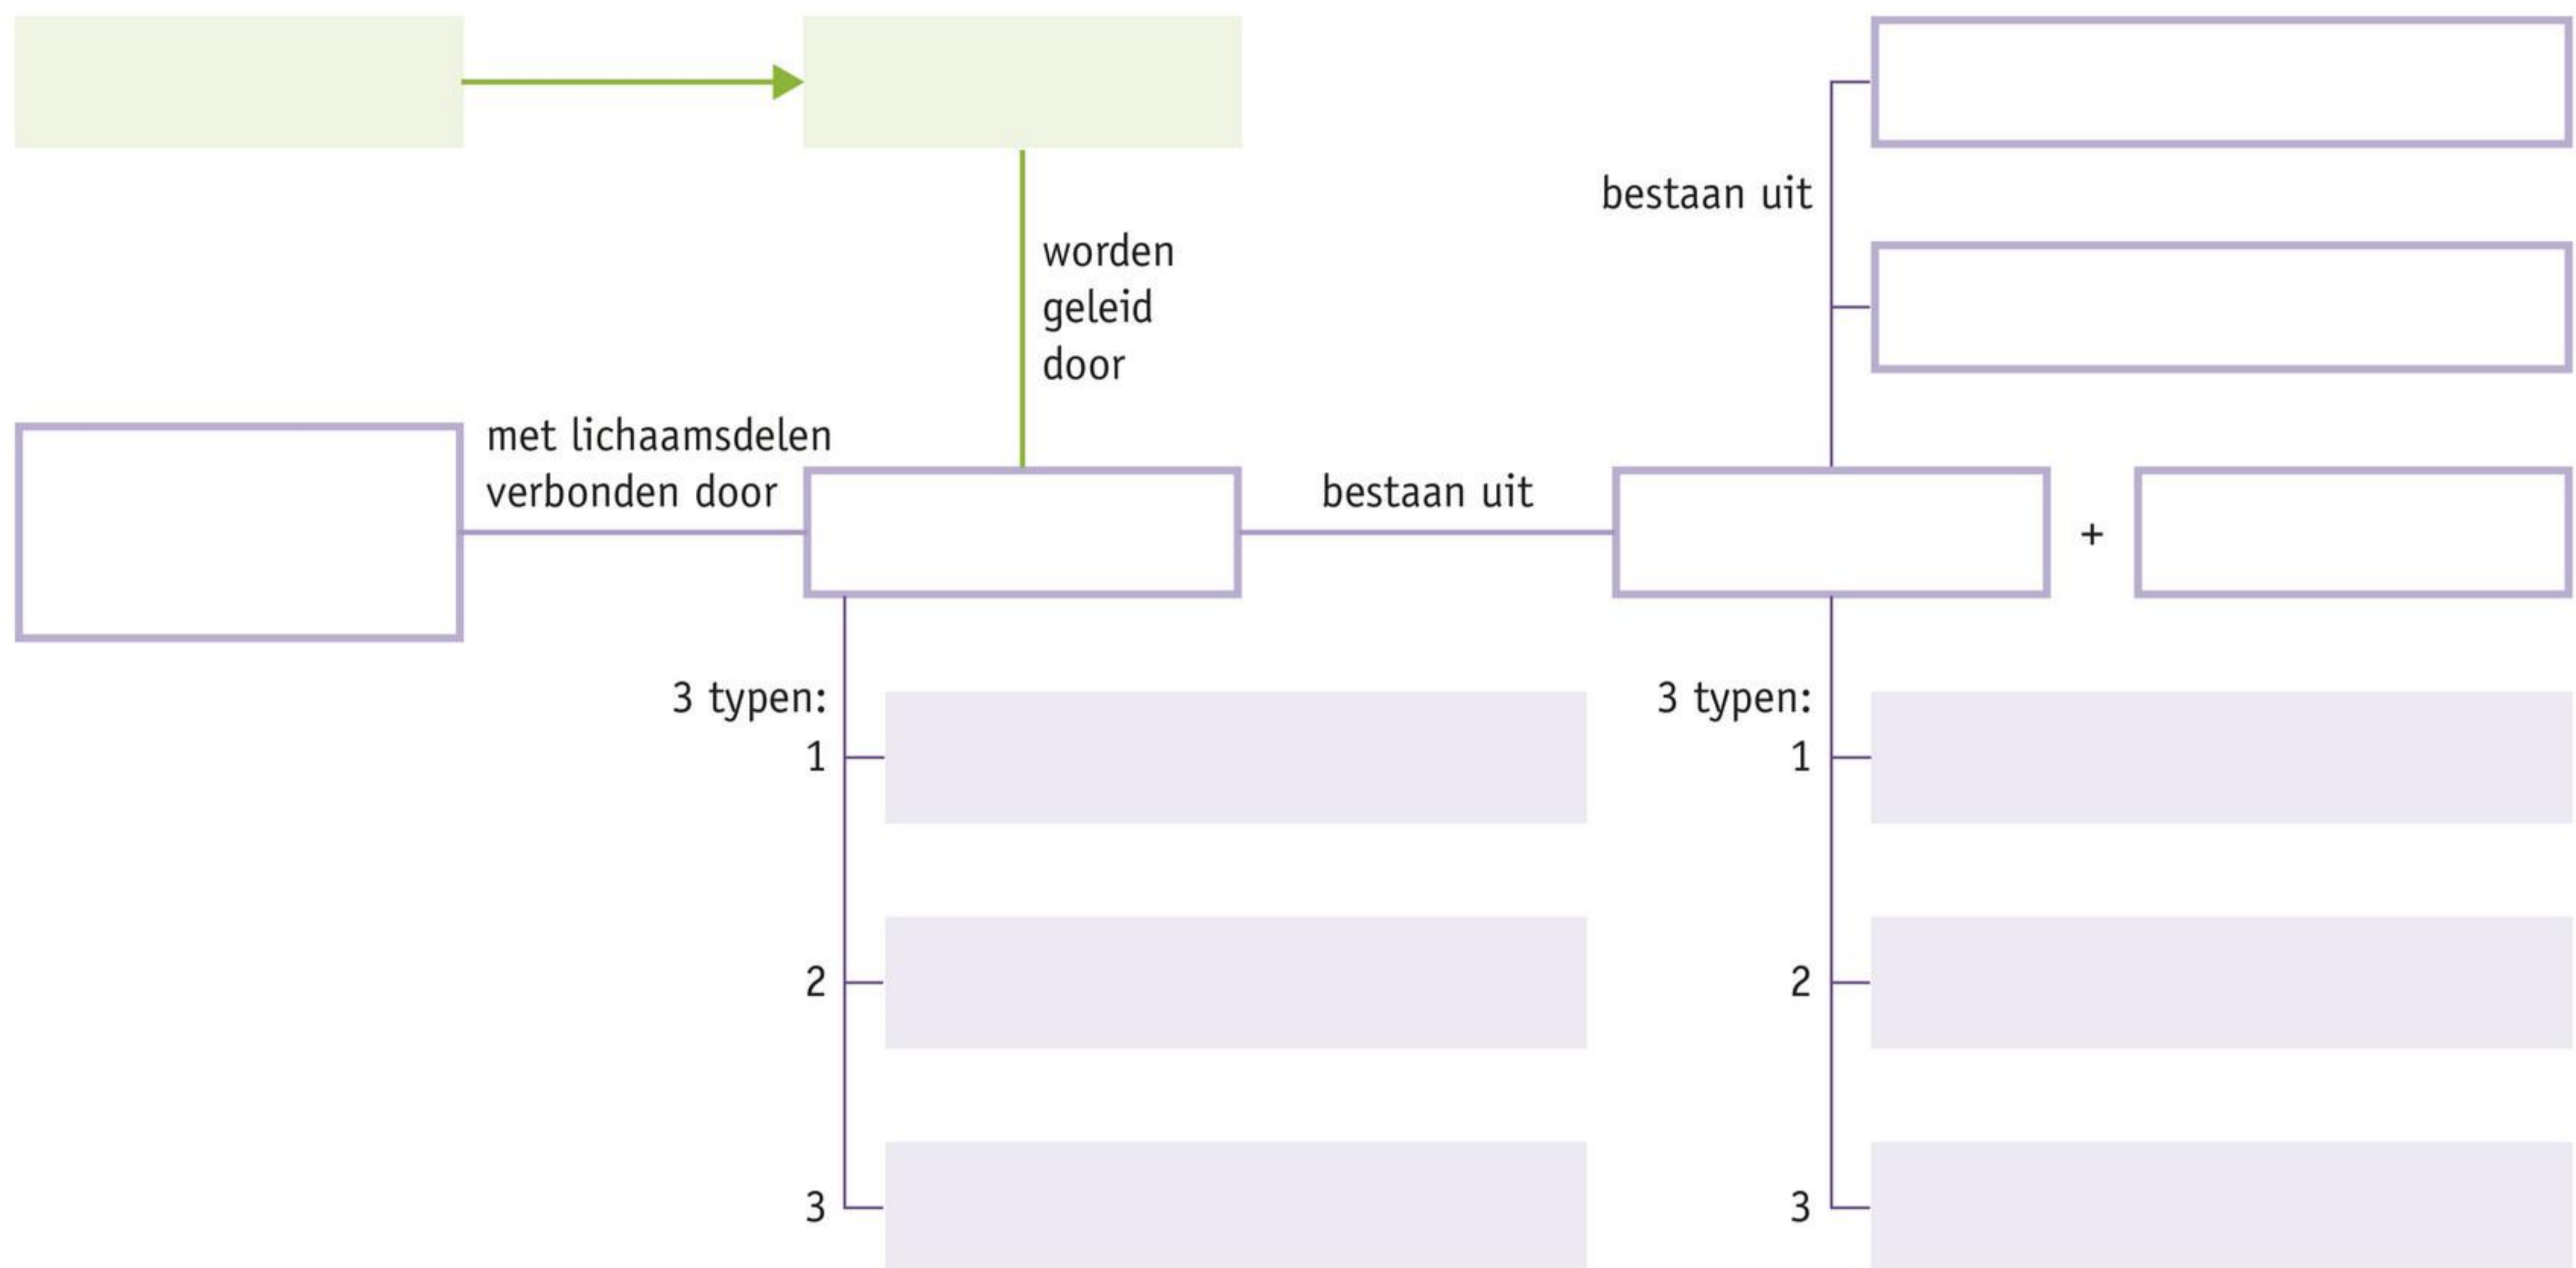 bestaan uit
worden
geleid
door
met lichaamsdelen
verbonden door
bestaan uit
+
3 typen:
1
2
3
3 typen:
1
2
3